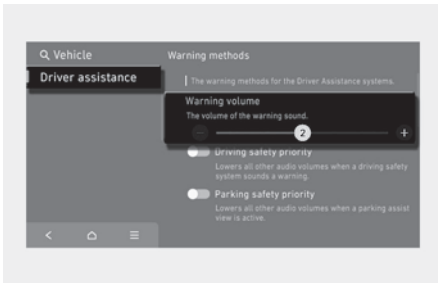 Vehicle
Warning methods
Driver assistance
The warning methods for the Driver Assistance systems.
Warning volume
The volume of the warning sound.
2
Driving safety priority
Lowers all other audio volumes when a driving safety
system sounds a warning.
Parking safety priority
Lowers all other audio volumes when a parking assist
view is active.